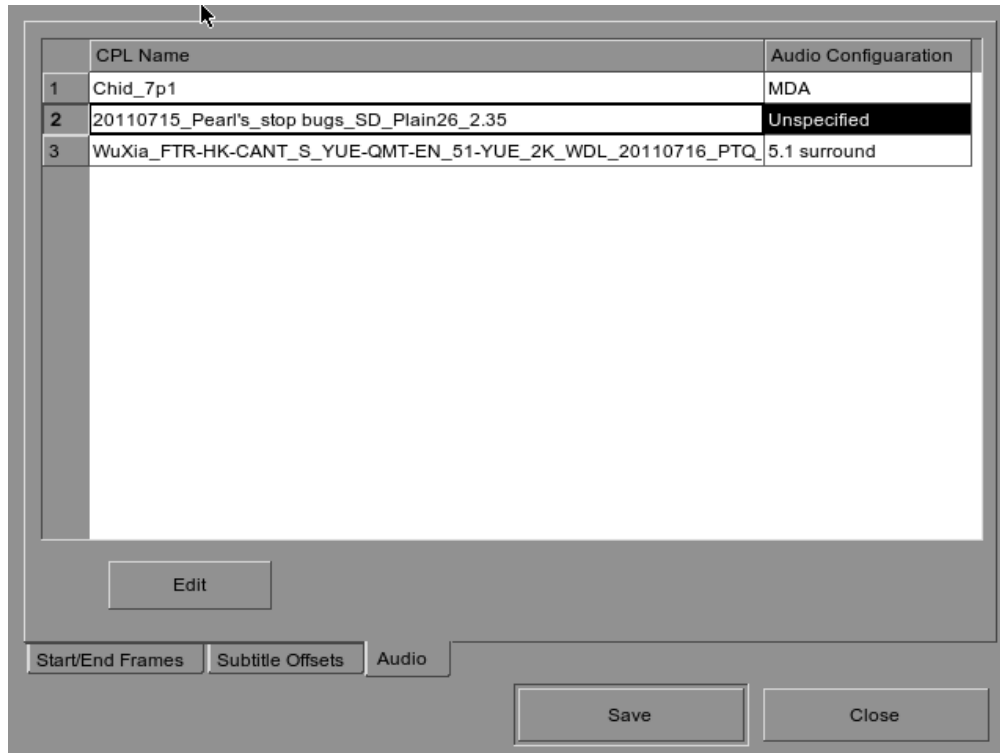 CPL Name Audio Configuaration
1 Chid_7p1 MDA
2 20110715_Pearl's_stop bugs_SD_Plain26_2.35 Unspecified
3 WuXia_FTR-HK-CANT_S_YUE-QMT-EN_51-YUE_2K_WDL_20110716_PTQ_ 5.1 surround
Edit
Start/End Frames Subtitle Offsets Audio
Save Close